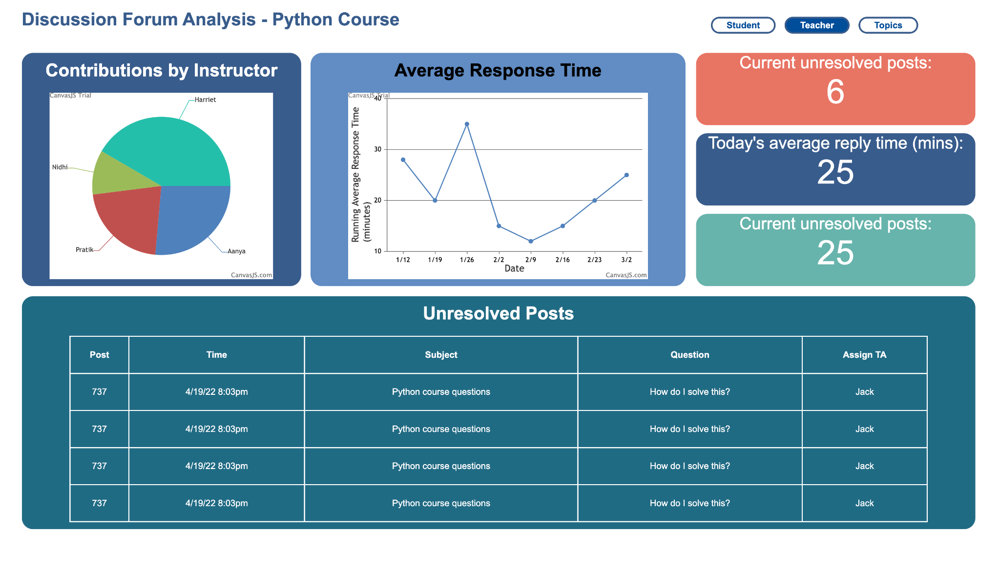 Discussion Forum Analysis - Python Course
Student
Teacher
Topics
Contributions by Instructor
CanvasJS Trial
Harriet
Nidhi
Pratik
Aanya
CanvasJS.com
Average Response Time
CanvasJS Trial
Running Average Response Time
(minutes)
40
30
20
10
1/12 1/19 1/26 2/2 2/9 2/16 2/23 3/2
Date
CanvasJS.com
Current unresolved posts:
6
Today's average reply time (mins):
25
Current unresolved posts:
25
Unresolved Posts
Post Time Subject Question Assign TA
737 4/19/22 8:03pm Python course questions How do I solve this? Jack
737 4/19/22 8:03pm Python course questions How do I solve this? Jack
737 4/19/22 8:03pm Python course questions How do I solve this? Jack
737 4/19/22 8:03pm Python course questions How do I solve this? Jack